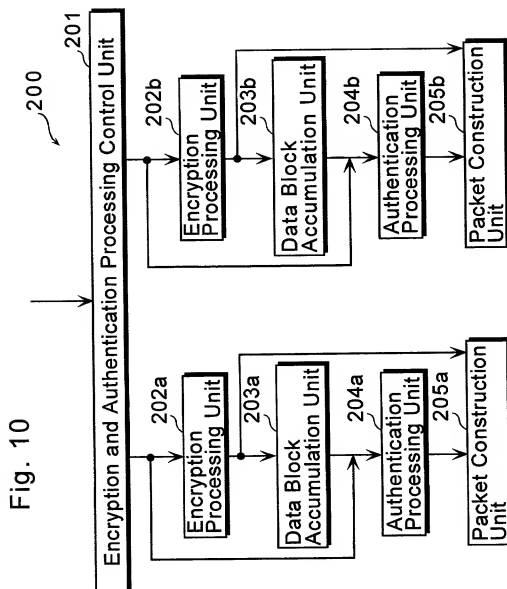 Fig. 10
200
201
Encryption and Authentication Processing Control Unit
202a
Encryption
Processing Unit
203a
Data Block
Accumulation Unit
204a
Authentication
Processing Unit
205a
Packet Construction
Unit
202b
Encryption
Processing Unit
203b
Data Block
Accumulation Unit
204b
Authentication
Processing Unit
205b
Packet Construction
Unit